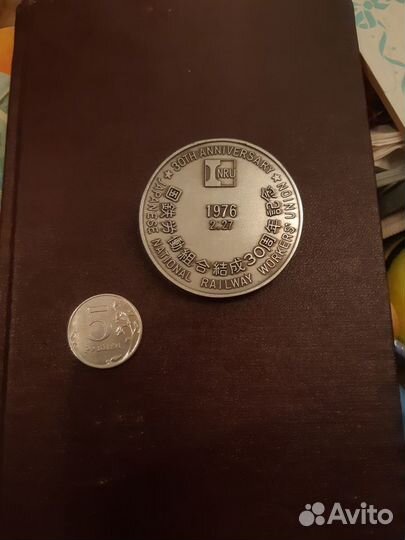 ★ 30TH ANNIVERSARY ★
NRU
1976
2.27
国鉄労働組合結成30周年記念
JAPANESE NATIONAL RAILWAY WORKERS' UNION
5
РУБЛЕЙ
Avito